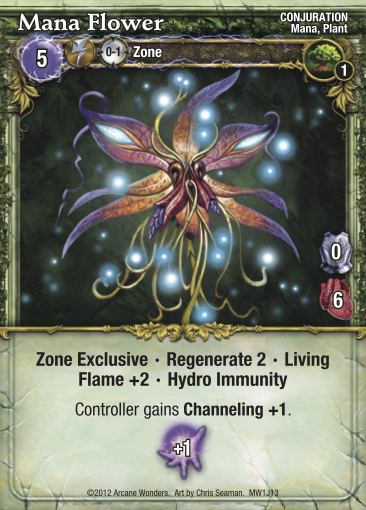 Mana Flower
CONJURATION
Mana, Plant
5
0-1
Zone
1
0
6
Zone Exclusive · Regenerate 2 · Living
Flame +2 · Hydro Immunity
Controller gains Channeling +1.
+1
©2012 Arcane Wonders. Art by Chris Seaman. MW1J13